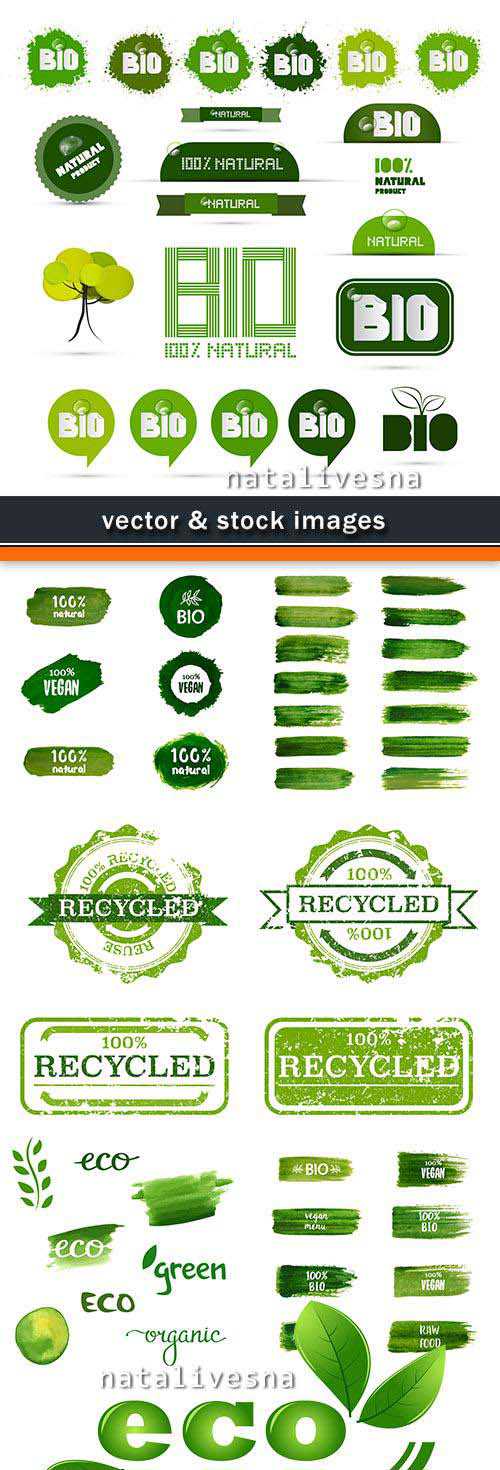 BIO BIO BIO BIO BIO BIO
NATURAL
BIO
NATURAL
PRODUCT
100% NATURAL
100%
NATURAL
PRODUCT
NATURAL
NATURAL
BIO
100% NATURAL
BIO
BIO BIO BIO BIO BIO
natalivesna
vector & stock images
100%
natural
BIO
100%
VEGAN
100%
VEGAN
100%
natural
100%
natural
100% RECYCLED
RECYCLED
REUSE
100%
RECYCLED
100%
100%
RECYCLED
100%
RECYCLED
eco
BIO
100%
VEGAN
eco
vegan
menu
100%
BIO
green
ECO
100%
BIO
100%
VEGAN
organic
RAW
FOOD
natalivesna
eco